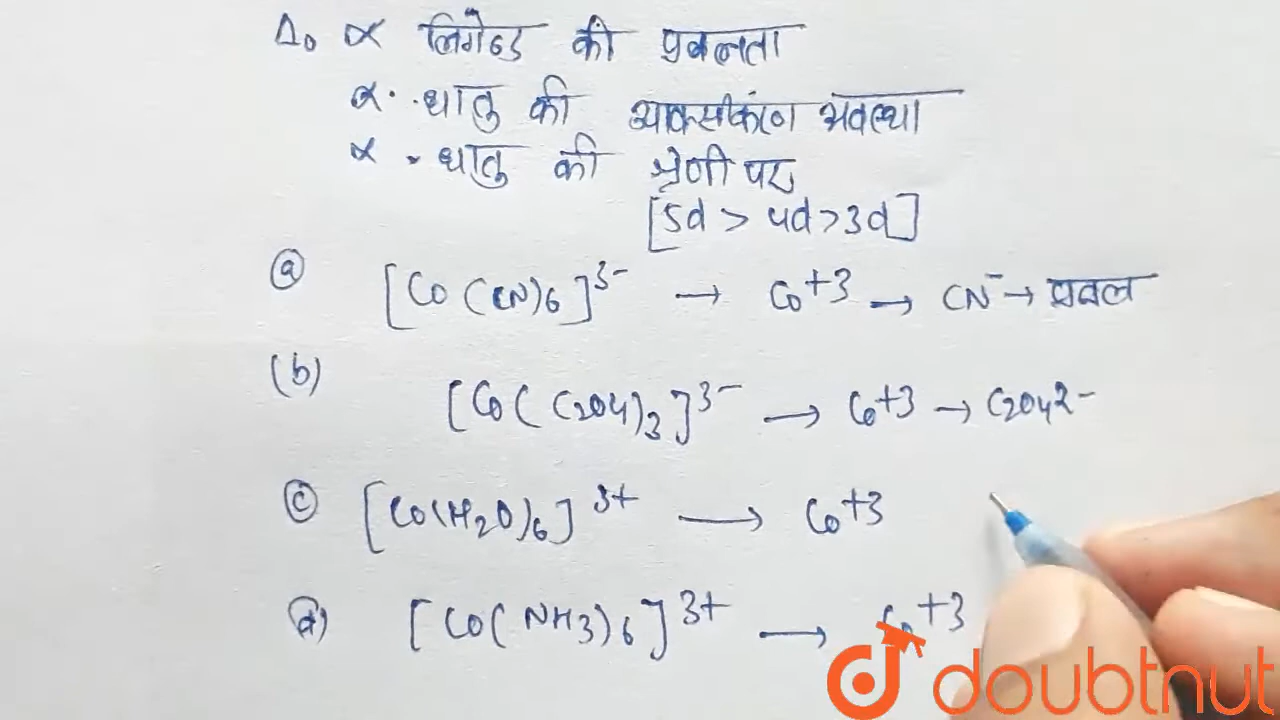 Δ₀ ∝ लिगेण्ड की प्रबलता
∝ . . धातु की आक्सीकरण अवस्था
∝ . धातु की श्रेणी पर
[5d > 4d > 3d]
(a) [Co(CN)6]³⁻ → Co+3 → CN⁻ → प्रबल
(b) [Co(C2O4)3]³⁻ → Co+3 → C2O4²⁻
(c) [Co(H2O)6]³⁺ → Co+3
(d) [Co(NH3)6]³⁺ → Co+3
doubtnut